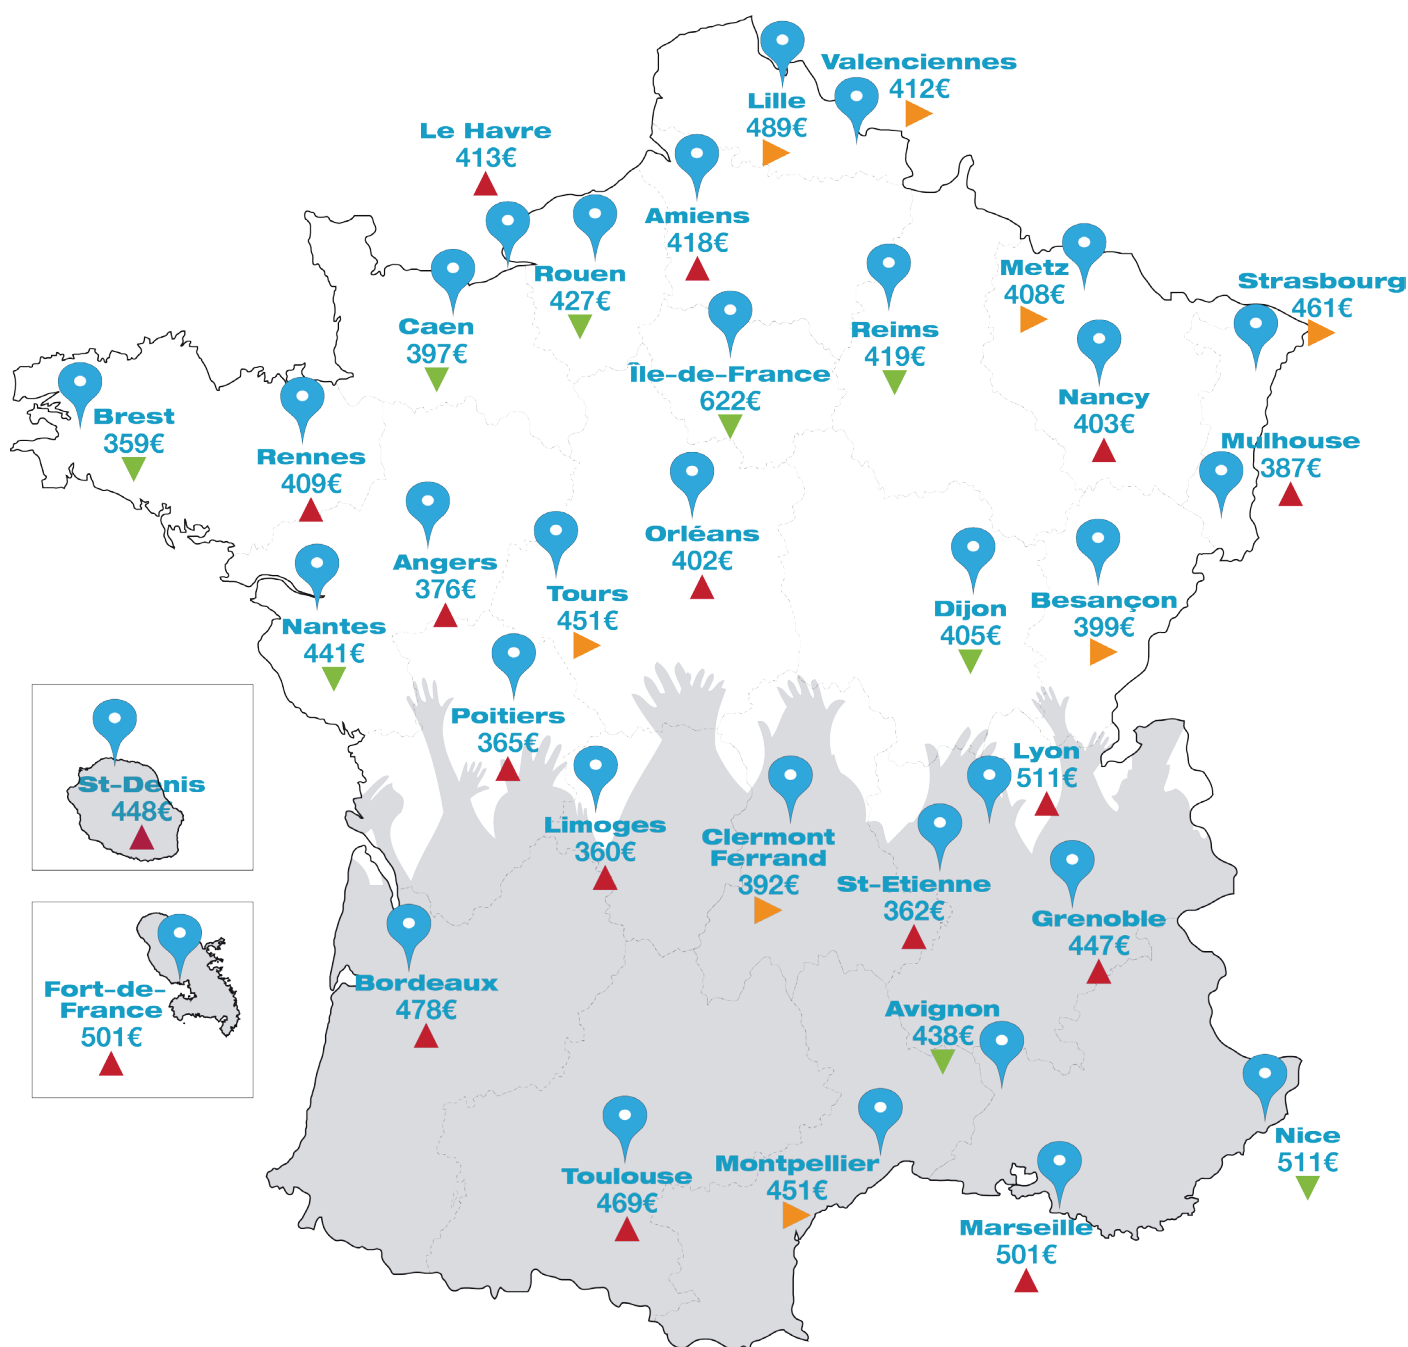 Valenciennes
412€
Lille
489€
Le Havre
413€
Amiens
418€
Rouen
427€
Metz
408€
Strasbourg
461€
Caen
397€
Reims
419€
Île-de-France
622€
Nancy
403€
Brest
359€
Rennes
409€
Mulhouse
387€
Orléans
402€
Angers
376€
Tours
451€
Dijon
405€
Besançon
399€
Nantes
441€
Poitiers
365€
Lyon
511€
St-Denis
448€
Limoges
360€
Clermont
Ferrand
392€
St-Etienne
362€
Grenoble
447€
Bordeaux
478€
Fort-de-
France
501€
Avignon
438€
Nice
511€
Toulouse
469€
Montpellier
451€
Marseille
501€